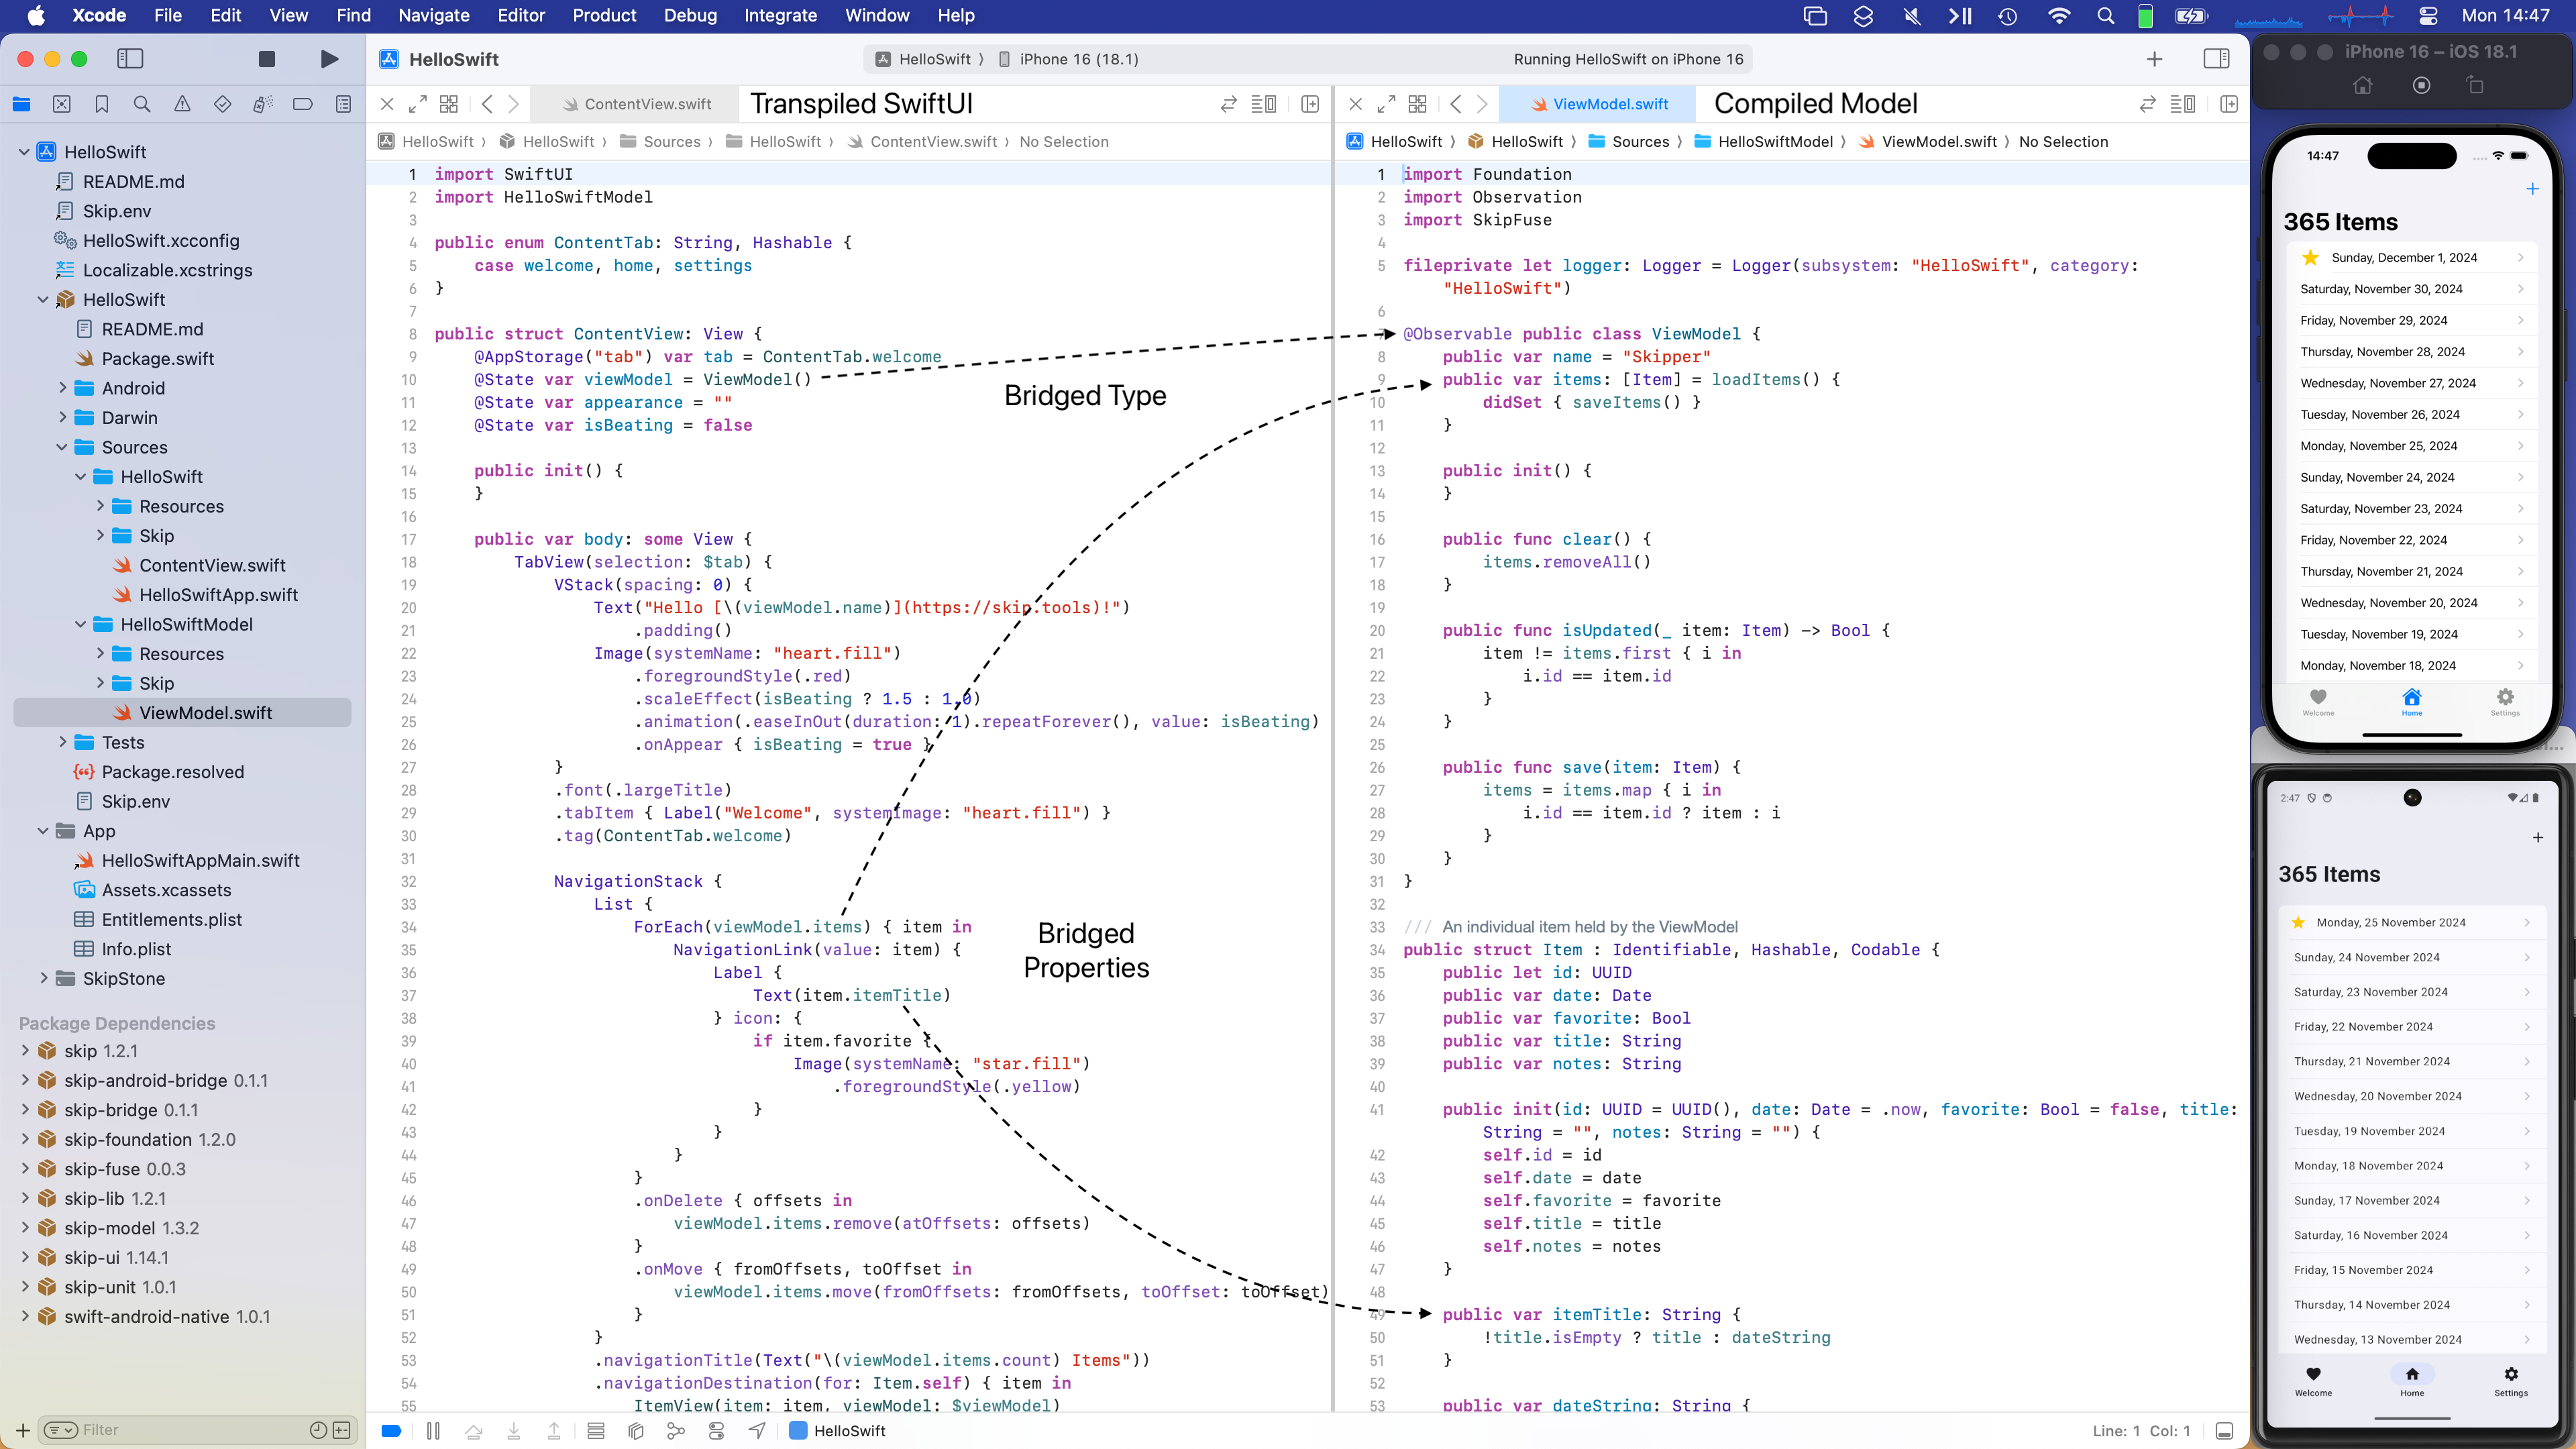 Xcode File Edit View Find Navigate Editor Product Debug Integrate Window Help
Mon 14:47
HelloSwift
HelloSwift 〉 iPhone 16 (18.1)
Running HelloSwift on iPhone 16
HelloSwift
README.md
Skip.env
HelloSwift.xcconfig
Localizable.xcstrings
HelloSwift
README.md
Package.swift
Android
Darwin
Sources
HelloSwift
Resources
Skip
ContentView.swift
HelloSwiftApp.swift
HelloSwiftModel
Resources
Skip
ViewModel.swift
Tests
Package.resolved
Skip.env
App
HelloSwiftAppMain.swift
Assets.xcassets
Entitlements.plist
Info.plist
SkipStone
Package Dependencies
skip 1.2.1
skip-android-bridge 0.1.1
skip-bridge 0.1.1
skip-foundation 1.2.0
skip-fuse 0.0.3
skip-lib 1.2.1
skip-model 1.3.2
skip-ui 1.14.1
skip-unit 1.0.1
swift-android-native 1.0.1
Filter
ContentView.swift
Transpiled SwiftUI
HelloSwift 〉 HelloSwift 〉 Sources 〉 HelloSwift 〉 ContentView.swift 〉 No Selection
1 import SwiftUI
2 import HelloSwiftModel
3
4 public enum ContentTab: String, Hashable {
5 case welcome, home, settings
6 }
7
8 public struct ContentView: View {
9 @AppStorage("tab") var tab = ContentTab.welcome
10 @State var viewModel = ViewModel()
11 @State var appearance = ""
12 @State var isBeating = false
13
14 public init() {
15 }
16
17 public var body: some View {
18 TabView(selection: $tab) {
19 VStack(spacing: 0) {
20 Text("Hello [\(viewModel.name)](https://skip.tools)!")
21 .padding()
22 Image(systemName: "heart.fill")
23 .foregroundStyle(.red)
24 .scaleEffect(isBeating ? 1.5 : 1.0)
25 .animation(.easeInOut(duration: 1).repeatForever(), value: isBeating)
26 .onAppear { isBeating = true }
27 }
28 .font(.largeTitle)
29 .tabItem { Label("Welcome", systemImage: "heart.fill") }
30 .tag(ContentTab.welcome)
31
32 NavigationStack {
33 List {
34 ForEach(viewModel.items) { item in
35 NavigationLink(value: item) {
36 Label {
37 Text(item.itemTitle)
38 } icon: {
39 if item.favorite {
40 Image(systemName: "star.fill")
41 .foregroundStyle(.yellow)
42 }
43 }
44 }
45 }
46 .onDelete { offsets in
47 viewModel.items.remove(atOffsets: offsets)
48 }
49 .onMove { fromOffsets, toOffset in
50 viewModel.items.move(fromOffsets: fromOffsets, toOffset: toOffset)
51 }
52 }
53 .navigationTitle(Text("\(viewModel.items.count) Items"))
54 .navigationDestination(for: Item.self) { item in
55 ItemView(item: item, viewModel: $viewModel)
Bridged Type
Bridged
Properties
HelloSwift
ViewModel.swift
Compiled Model
HelloSwift 〉 HelloSwift 〉 Sources 〉 HelloSwiftModel 〉 ViewModel.swift 〉 No Selection
1 import Foundation
2 import Observation
3 import SkipFuse
4
5 fileprivate let logger: Logger = Logger(subsystem: "HelloSwift", category:
"HelloSwift")
6
7 @Observable public class ViewModel {
8 public var name = "Skipper"
9 public var items: [Item] = loadItems() {
10 didSet { saveItems() }
11 }
12
13 public init() {
14 }
15
16 public func clear() {
17 items.removeAll()
18 }
19
20 public func isUpdated(_ item: Item) -> Bool {
21 item != items.first { i in
22 i.id == item.id
23 }
24 }
25
26 public func save(item: Item) {
27 items = items.map { i in
28 i.id == item.id ? item : i
29 }
30 }
31 }
32
33 /// An individual item held by the ViewModel
34 public struct Item : Identifiable, Hashable, Codable {
35 public let id: UUID
36 public var date: Date
37 public var favorite: Bool
38 public var title: String
39 public var notes: String
40
41 public init(id: UUID = UUID(), date: Date = .now, favorite: Bool = false, title:
String = "", notes: String = "") {
42 self.id = id
43 self.date = date
44 self.favorite = favorite
45 self.title = title
46 self.notes = notes
47 }
48
49 public var itemTitle: String {
50 !title.isEmpty ? title : dateString
51 }
52
53 public var dateString: String {
Line: 1 Col: 1
iPhone 16 – iOS 18.1
14:47
365 Items
Sunday, December 1, 2024
Saturday, November 30, 2024
Friday, November 29, 2024
Thursday, November 28, 2024
Wednesday, November 27, 2024
Tuesday, November 26, 2024
Monday, November 25, 2024
Sunday, November 24, 2024
Saturday, November 23, 2024
Friday, November 22, 2024
Thursday, November 21, 2024
Wednesday, November 20, 2024
Tuesday, November 19, 2024
Monday, November 18, 2024
Welcome Home Settings
2:47
365 Items
Monday, 25 November 2024
Sunday, 24 November 2024
Saturday, 23 November 2024
Friday, 22 November 2024
Thursday, 21 November 2024
Wednesday, 20 November 2024
Tuesday, 19 November 2024
Monday, 18 November 2024
Sunday, 17 November 2024
Saturday, 16 November 2024
Friday, 15 November 2024
Thursday, 14 November 2024
Wednesday, 13 November 2024
Welcome Home Settings